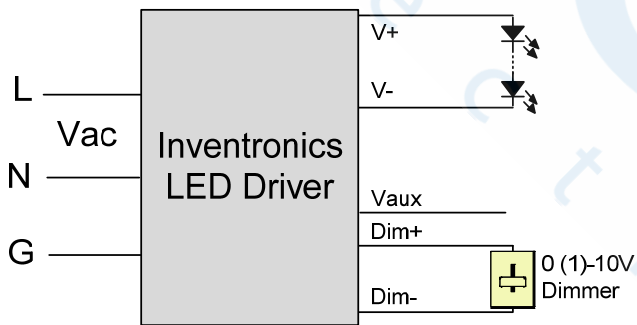 L
Vac
N
G
Inventronics
LED Driver
V+
V-
Vaux
Dim+
Dim-
0 (1)-10V
Dimmer